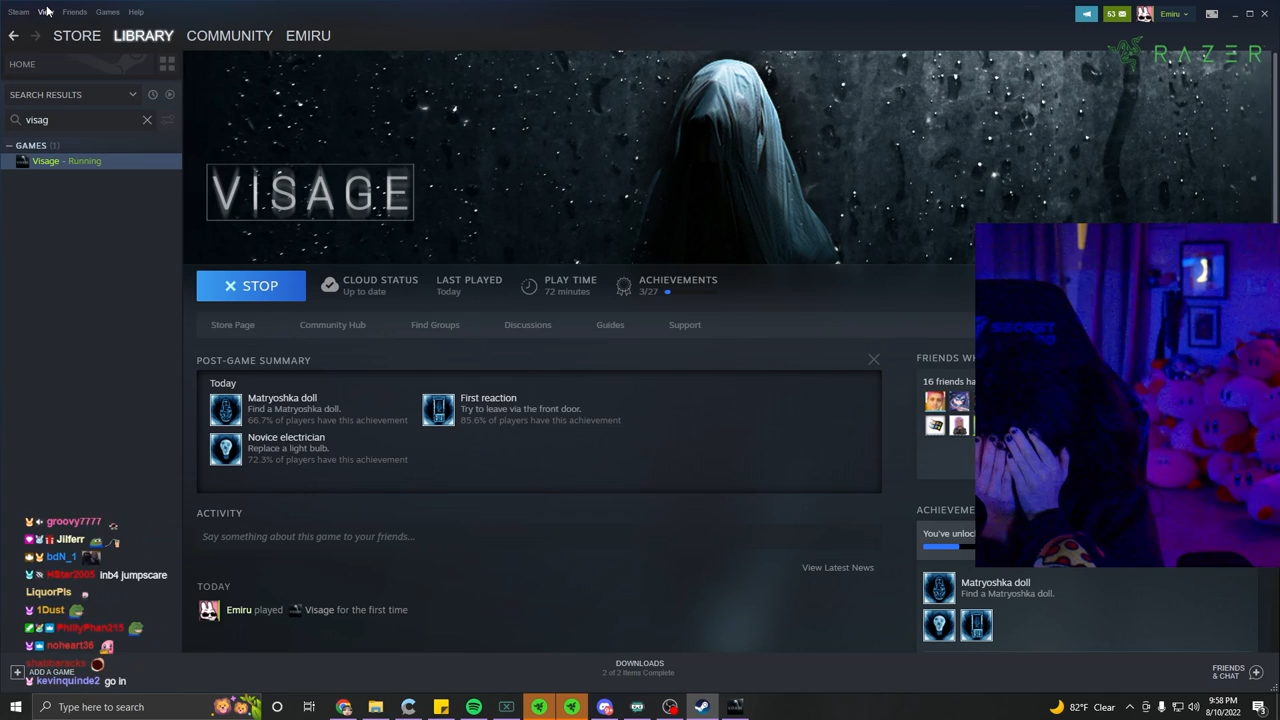 Steam View Friends Games Help
53 Emiru
STORE LIBRARY COMMUNITY EMIRU
RAZER
HOME
SEARCH RESULTS
visag
GAMES (1)
Visage - Running
VISAGE
STOP
CLOUD STATUS
Up to date
LAST PLAYED
Today
PLAY TIME
72 minutes
ACHIEVEMENTS
3/27
Store Page Community Hub Find Groups Discussions Guides Support
POST-GAME SUMMARY
Today
Matryoshka doll
Find a Matryoshka doll.
66.7% of players have this achievement
First reaction
Try to leave via the front door.
85.6% of players have this achievement
Novice electrician
Replace a light bulb.
72.3% of players have this achievement
FRIENDS WH
16 friends ha
SECRET
ACTIVITY
Say something about this game to your friends...
View Latest News
TODAY
Emiru played Visage for the first time
ACHIEVEME
You've unloc
Matryoshka doll
Find a Matryoshka doll.
groovy7777
Jilferr
bdN_1
HStar2005 inb4 jumpscare
LiquorPls
1Dust
PhillyPhan215
noheart36
shabbaracks
kevinquinde2 go in
ADD A GAME
DOWNLOADS
2 of 2 Items Complete
FRIENDS
& CHAT
Type here to search
82°F Clear
9:58 PM
8/10/2022